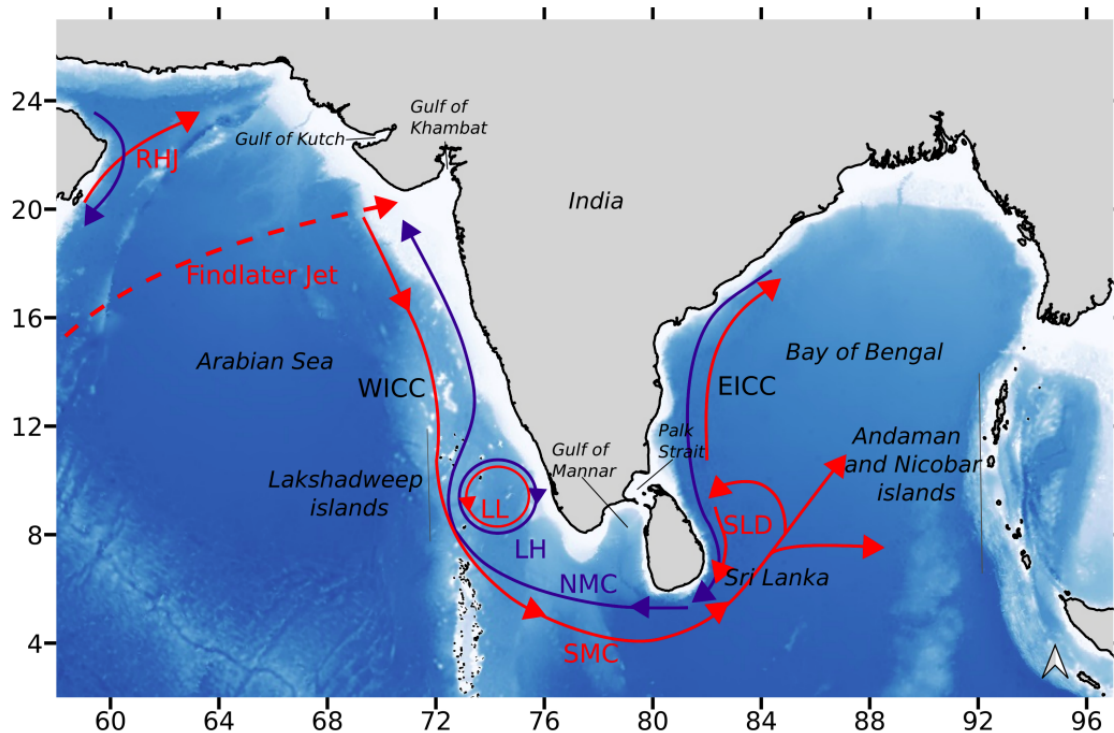 24
20
16
12
8
4
60
64
68
72
76
80
84
88
92
96
RHJ
Gulf of Kutch
Gulf of
Khambat
India
Findlater Jet
Arabian Sea
WICC
Lakshadweep
islands
LL
LH
NMC
SMC
Gulf of
Mannar
Palk
Strait
EICC
Bay of Bengal
SLD
Sri Lanka
Andaman
and Nicobar
islands